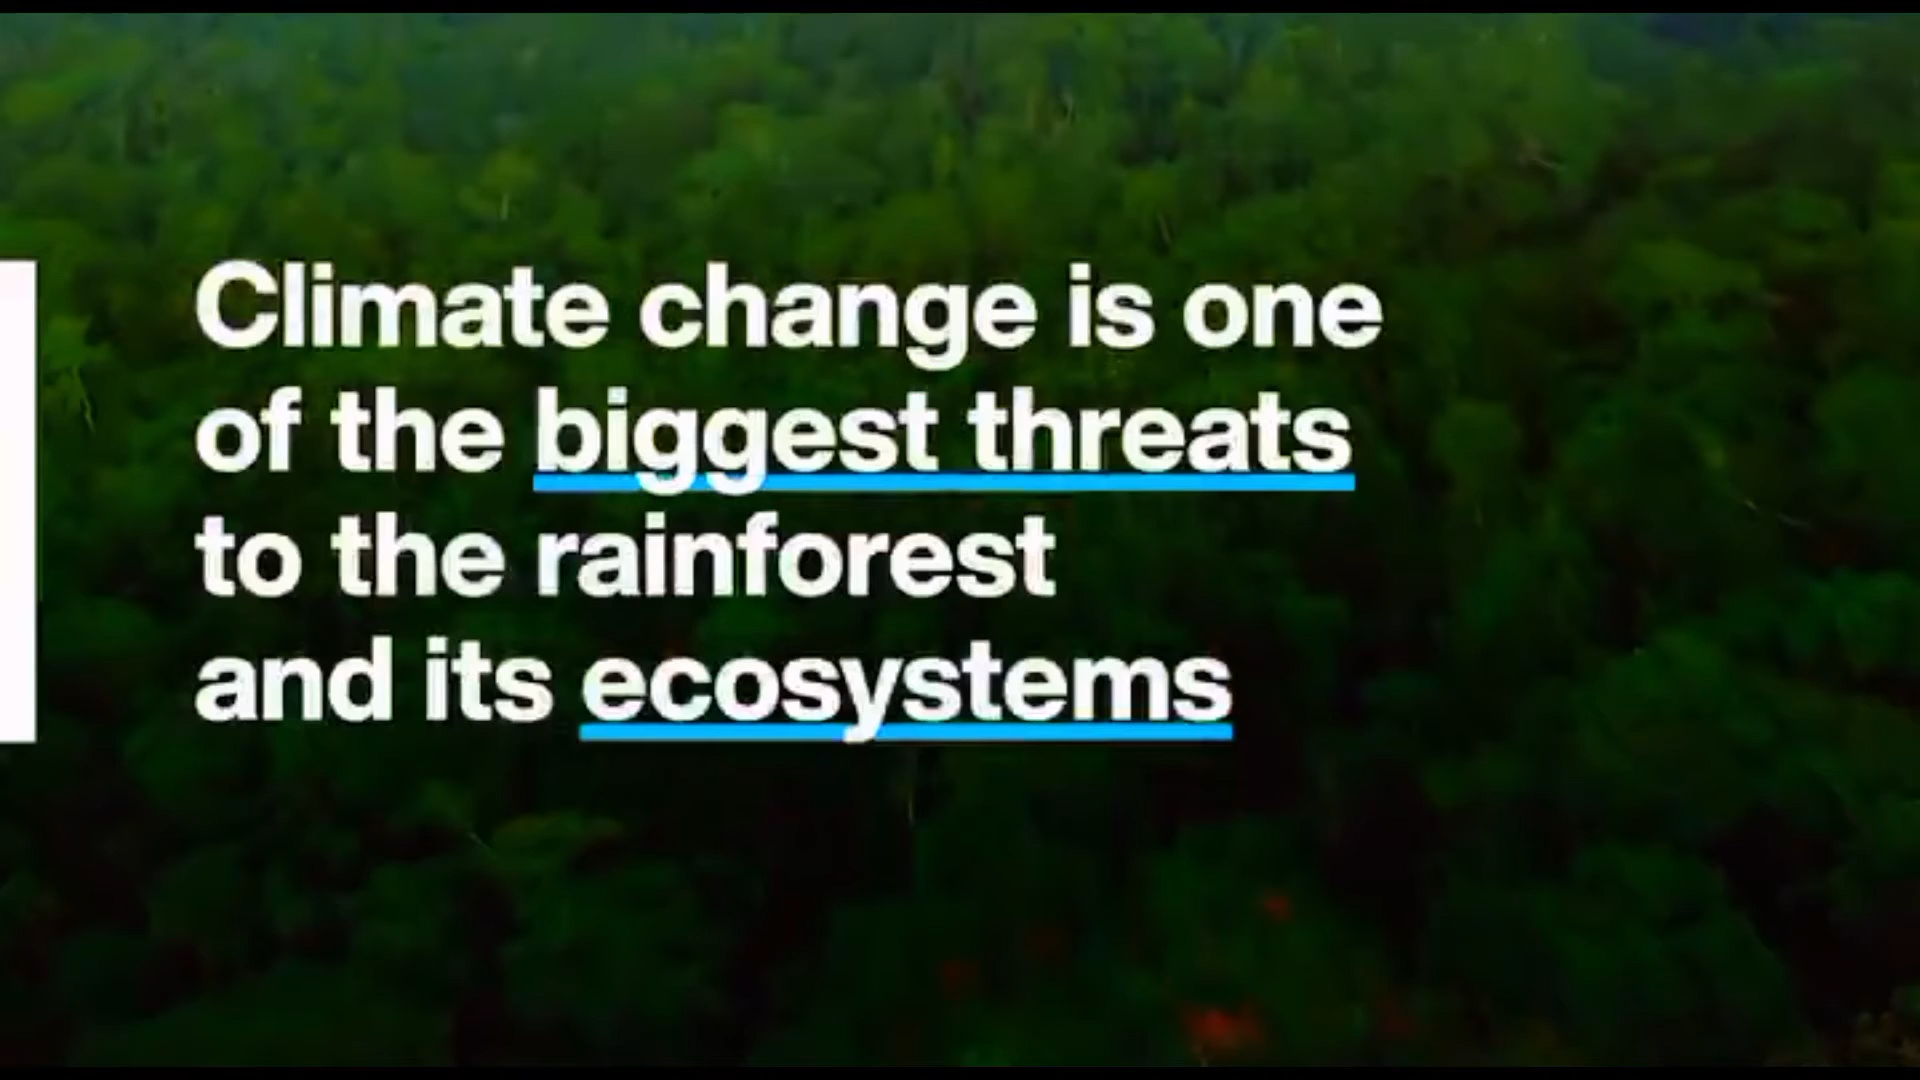 Climate change is one
of the biggest threats
to the rainforest
and its ecosystems